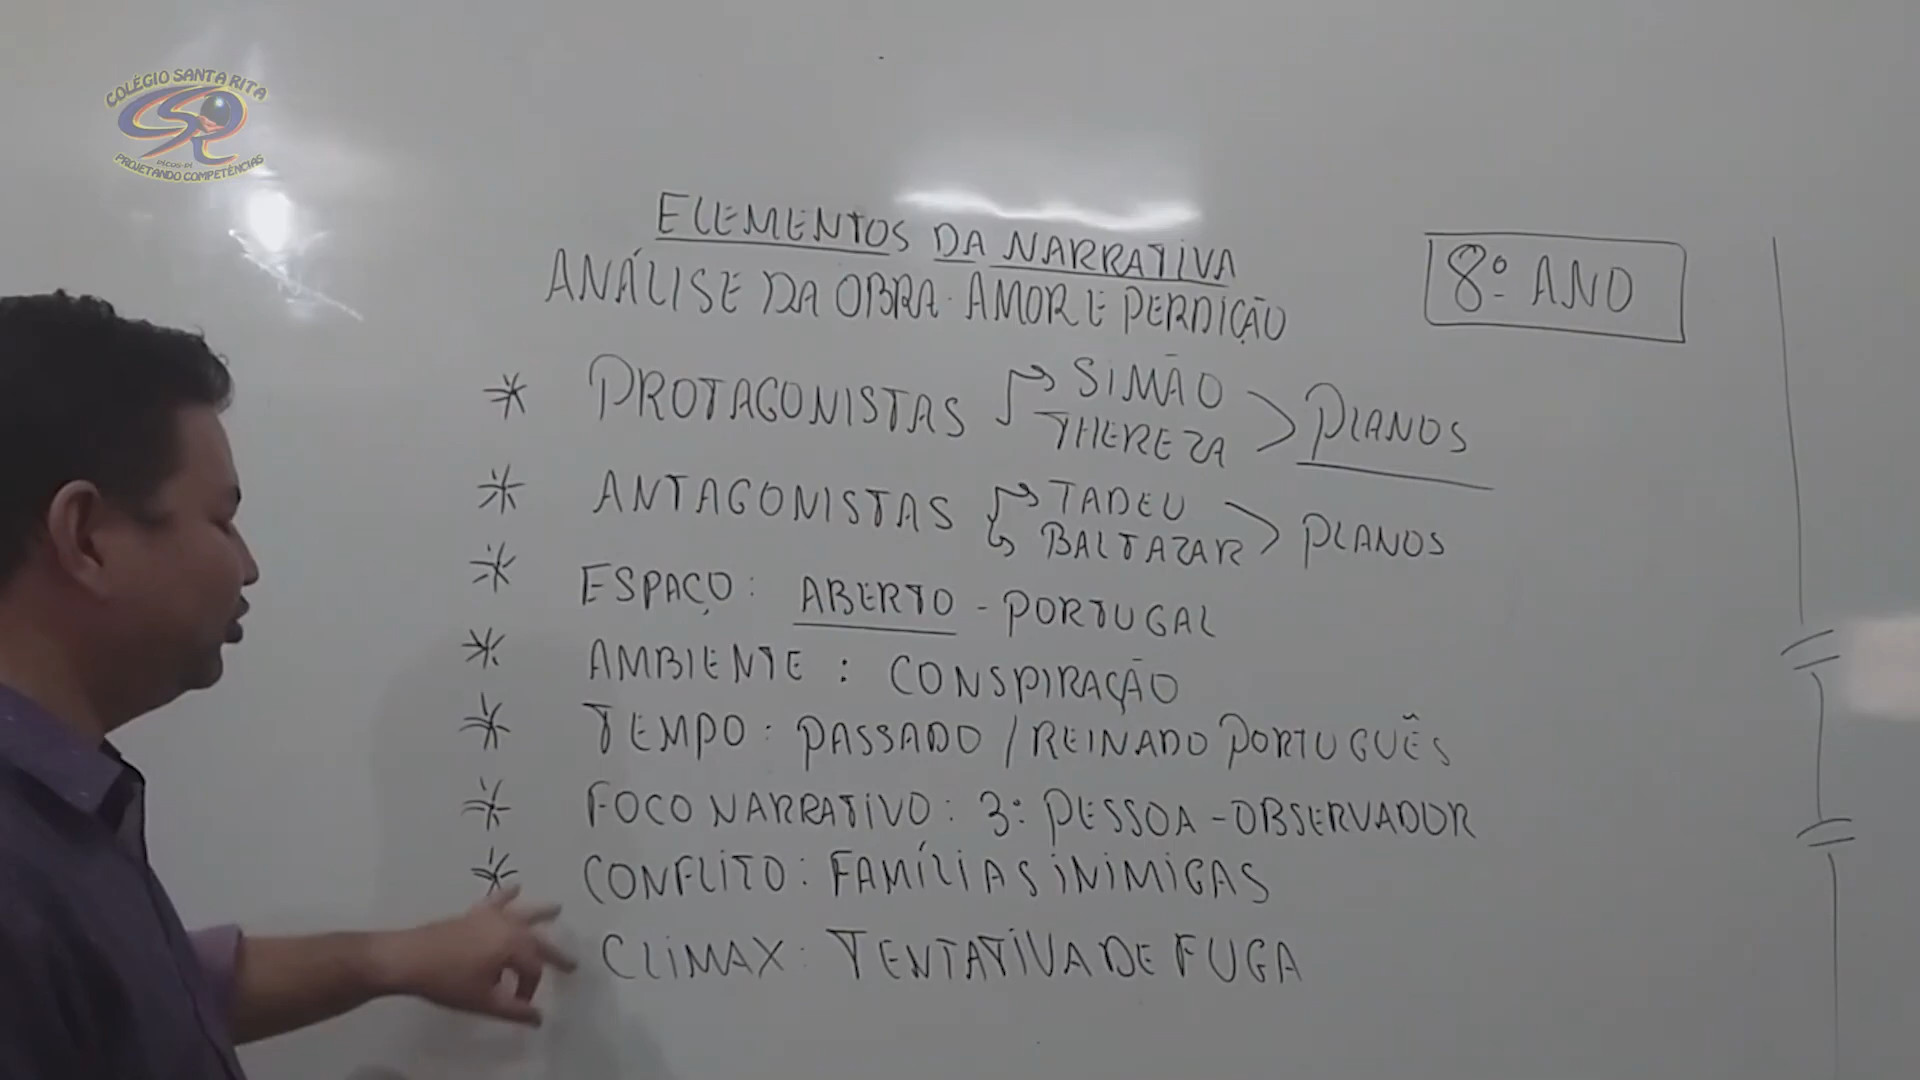 COLÉGIO SANTA RITA
PICOS-PI
PROJETANDO COMPETÊNCIAS
ELEMENTOS DA NARRATIVA
ANÁLISE DA OBRA. AMOR E PERDIÇÃO
8º ANO
* PROTAGONISTAS SIMÃO THEREZA > PLANOS
* ANTAGONISTAS TADEU BALTAZAR > PLANOS
* ESPAÇO: ABERTO - PORTUGAL
* AMBIENTE: CONSPIRAÇÃO
* TEMPO: PASSADO / REINADO PORTUGUÊS
* FOCO NARRATIVO: 3ª PESSOA - OBSERVADOR
* CONFLITO: FAMÍLIAS INIMIGAS
CLIMAX: TENTATIVA DE FUGA